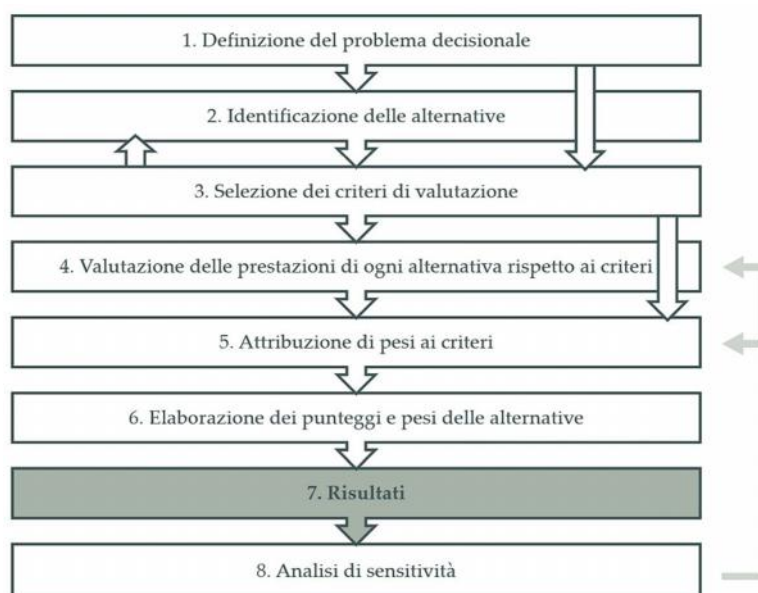 1. Definizione del problema decisionale
2. Identificazione delle alternative
3. Selezione dei criteri di valutazione
4. Valutazione delle prestazioni di ogni alternativa rispetto ai criteri
5. Attribuzione di pesi ai criteri
6. Elaborazione dei punteggi e pesi delle alternative
7. Risultati
8. Analisi di sensitività